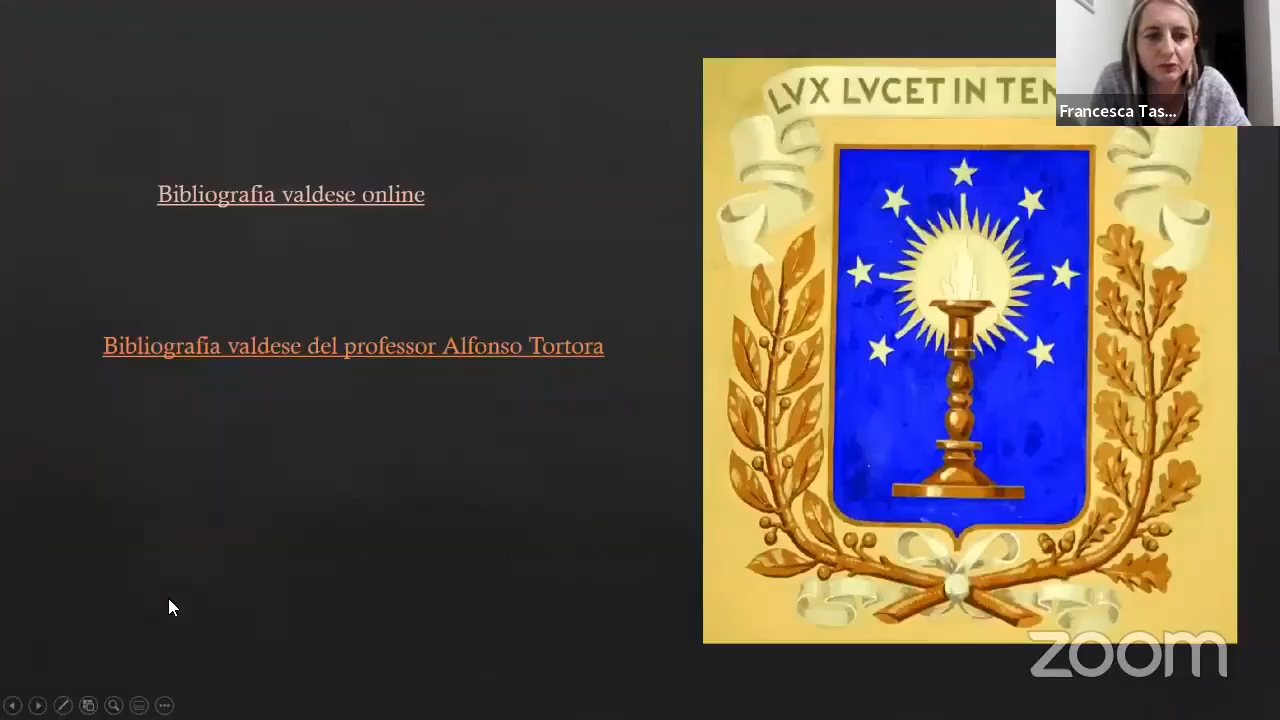 LVX LVCET IN TEN
Francesca Tas...
Bibliografia valdese online
Bibliografia valdese del professor Alfonso Tortora
zoom